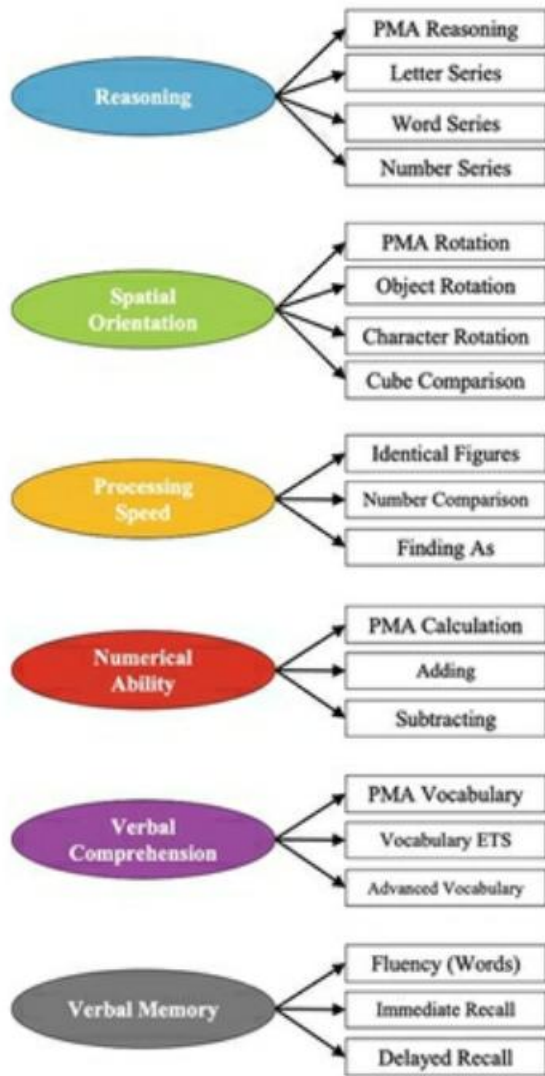 Reasoning
PMA Reasoning
Letter Series
Word Series
Number Series
Spatial
Orientation
PMA Rotation
Object Rotation
Character Rotation
Cube Comparison
Processing
Speed
Identical Figures
Number Comparison
Finding As
Numerical
Ability
PMA Calculation
Adding
Subtracting
Verbal
Comprehension
PMA Vocabulary
Vocabulary ETS
Advanced Vocabulary
Verbal Memory
Fluency (Words)
Immediate Recall
Delayed Recall